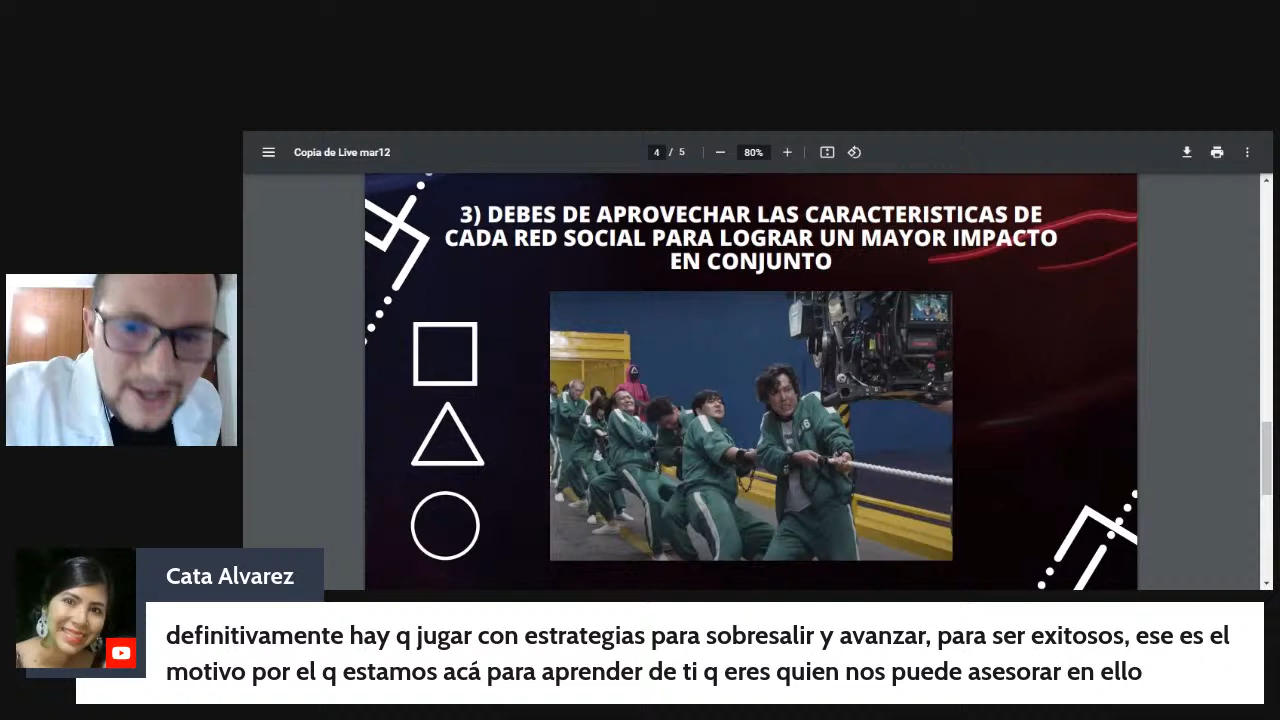 Copia de Live mar12
4 / 5
80%
3) DEBES DE APROVECHAR LAS CARACTERISTICAS DE
CADA RED SOCIAL PARA LOGRAR UN MAYOR IMPACTO
EN CONJUNTO
Cata Alvarez
definitivamente hay q jugar con estrategias para sobresalir y avanzar, para ser exitosos, ese es el
motivo por el q estamos acá para aprender de ti q eres quien nos puede asesorar en ello